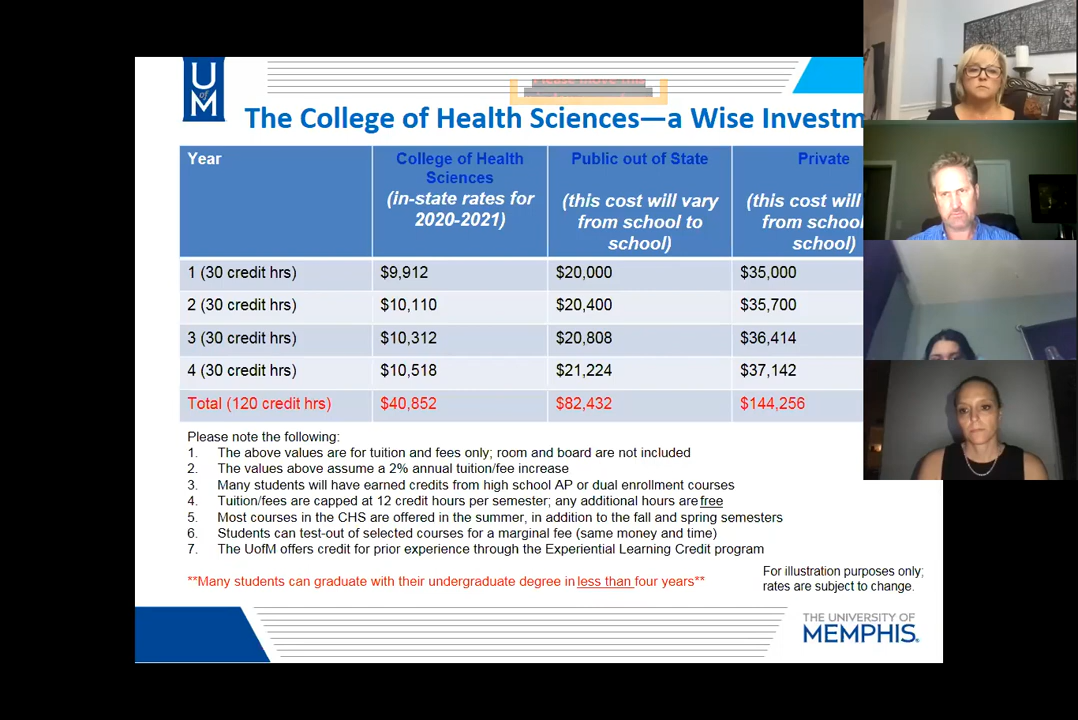 U
of
M
Please move this
The College of Health Sciences—a Wise Investm
Year
College of Health
Sciences
(in-state rates for
2020-2021)
Public out of State
(this cost will vary
from school to
school)
Private
(this cost will
from school
school)
1 (30 credit hrs) $9,912 $20,000 $35,000
2 (30 credit hrs) $10,110 $20,400 $35,700
3 (30 credit hrs) $10,312 $20,808 $36,414
4 (30 credit hrs) $10,518 $21,224 $37,142
Total (120 credit hrs) $40,852 $82,432 $144,256
Please note the following:
1. The above values are for tuition and fees only; room and board are not included
2. The values above assume a 2% annual tuition/fee increase
3. Many students will have earned credits from high school AP or dual enrollment courses
4. Tuition/fees are capped at 12 credit hours per semester; any additional hours are free
5. Most courses in the CHS are offered in the summer, in addition to the fall and spring semesters
6. Students can test-out of selected courses for a marginal fee (same money and time)
7. The UofM offers credit for prior experience through the Experiential Learning Credit program
**Many students can graduate with their undergraduate degree in less than four years**
For illustration purposes only;
rates are subject to change.
THE UNIVERSITY OF
MEMPHIS.